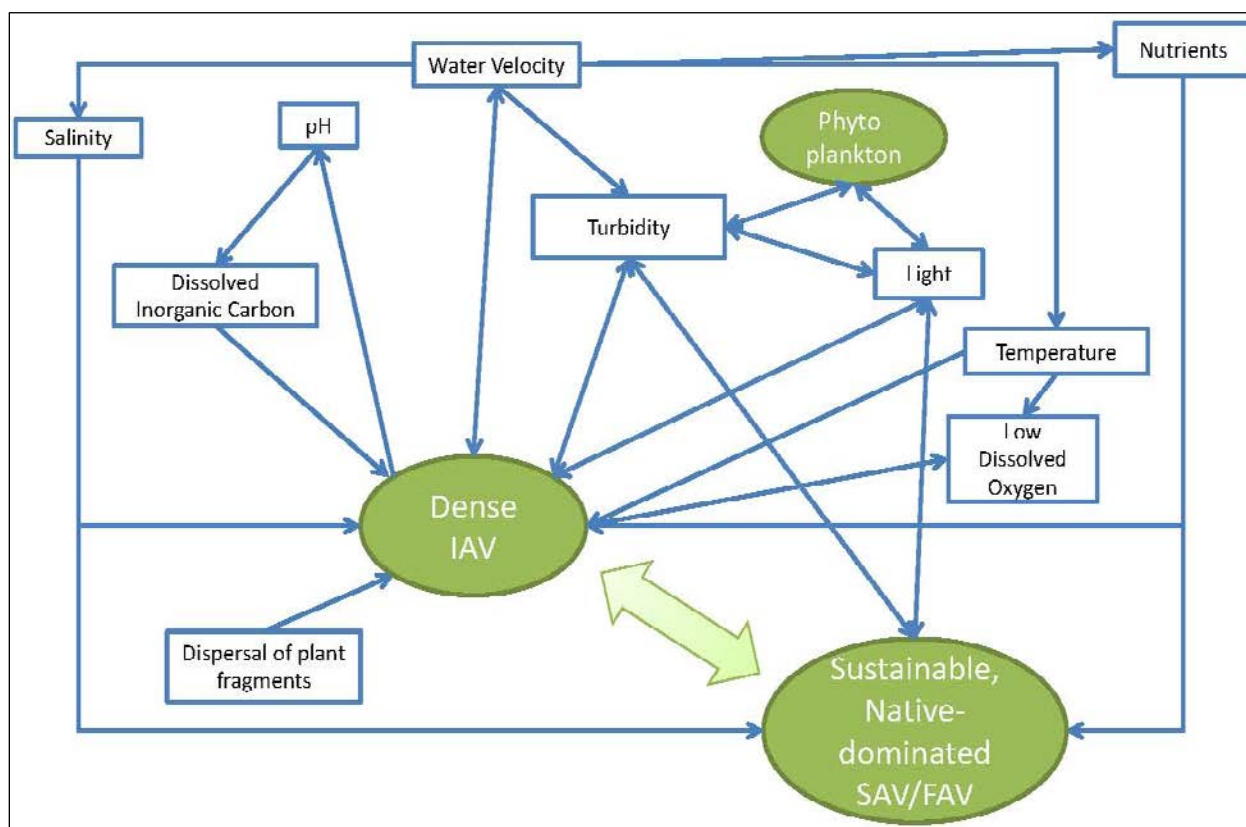 Water Velocity
Nutrients
Salinity
pH
Phyto
plankton
Turbidity
Light
Dissolved
Inorganic Carbon
Temperature
Low
Dissolved
Oxygen
Dense
IAV
Dispersal of plant
fragments
Sustainable,
Native-
dominated
SAV/FAV